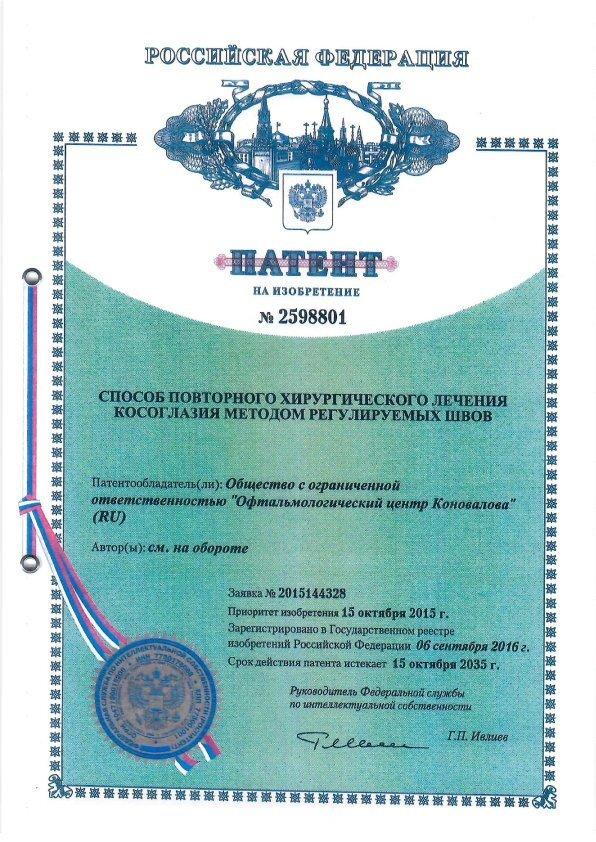 РОССИЙСКАЯ ФЕДЕРАЦИЯ
ПАТЕНТ
НА ИЗОБРЕТЕНИЕ
№ 2598801
СПОСОБ ПОВТОРНОГО ХИРУРГИЧЕСКОГО ЛЕЧЕНИЯ
КОСОГЛАЗИЯ МЕТОДОМ РЕГУЛИРУЕМЫХ ШВОВ
Патентообладатель(ли): Общество с ограниченной
ответственностью "Офтальмологический центр Коновалова"
(RU)
Автор(ы): см. на обороте
Заявка № 2015144328
Приоритет изобретения 15 октября 2015 г.
Зарегистрировано в Государственном реестре
изобретений Российской Федерации 06 сентября 2016 г.
Срок действия патента истекает 15 октября 2035 г.
Руководитель Федеральной службы
по интеллектуальной собственности
Г.П. Ивлиев